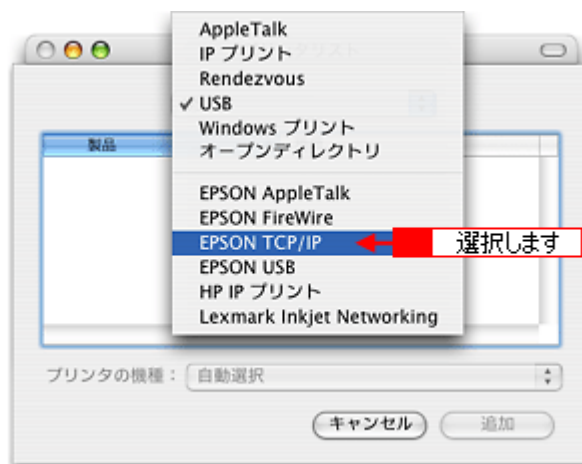 AppleTalk
IP プリント
Rendezvous
✓ USB
Windows プリント
オープンディレクトリ
製品
EPSON AppleTalk
EPSON FireWire
EPSON TCP/IP
選択します
EPSON USB
HP IP プリント
Lexmark Inkjet Networking
プリンタの機種：
自動選択
キャンセル
追加